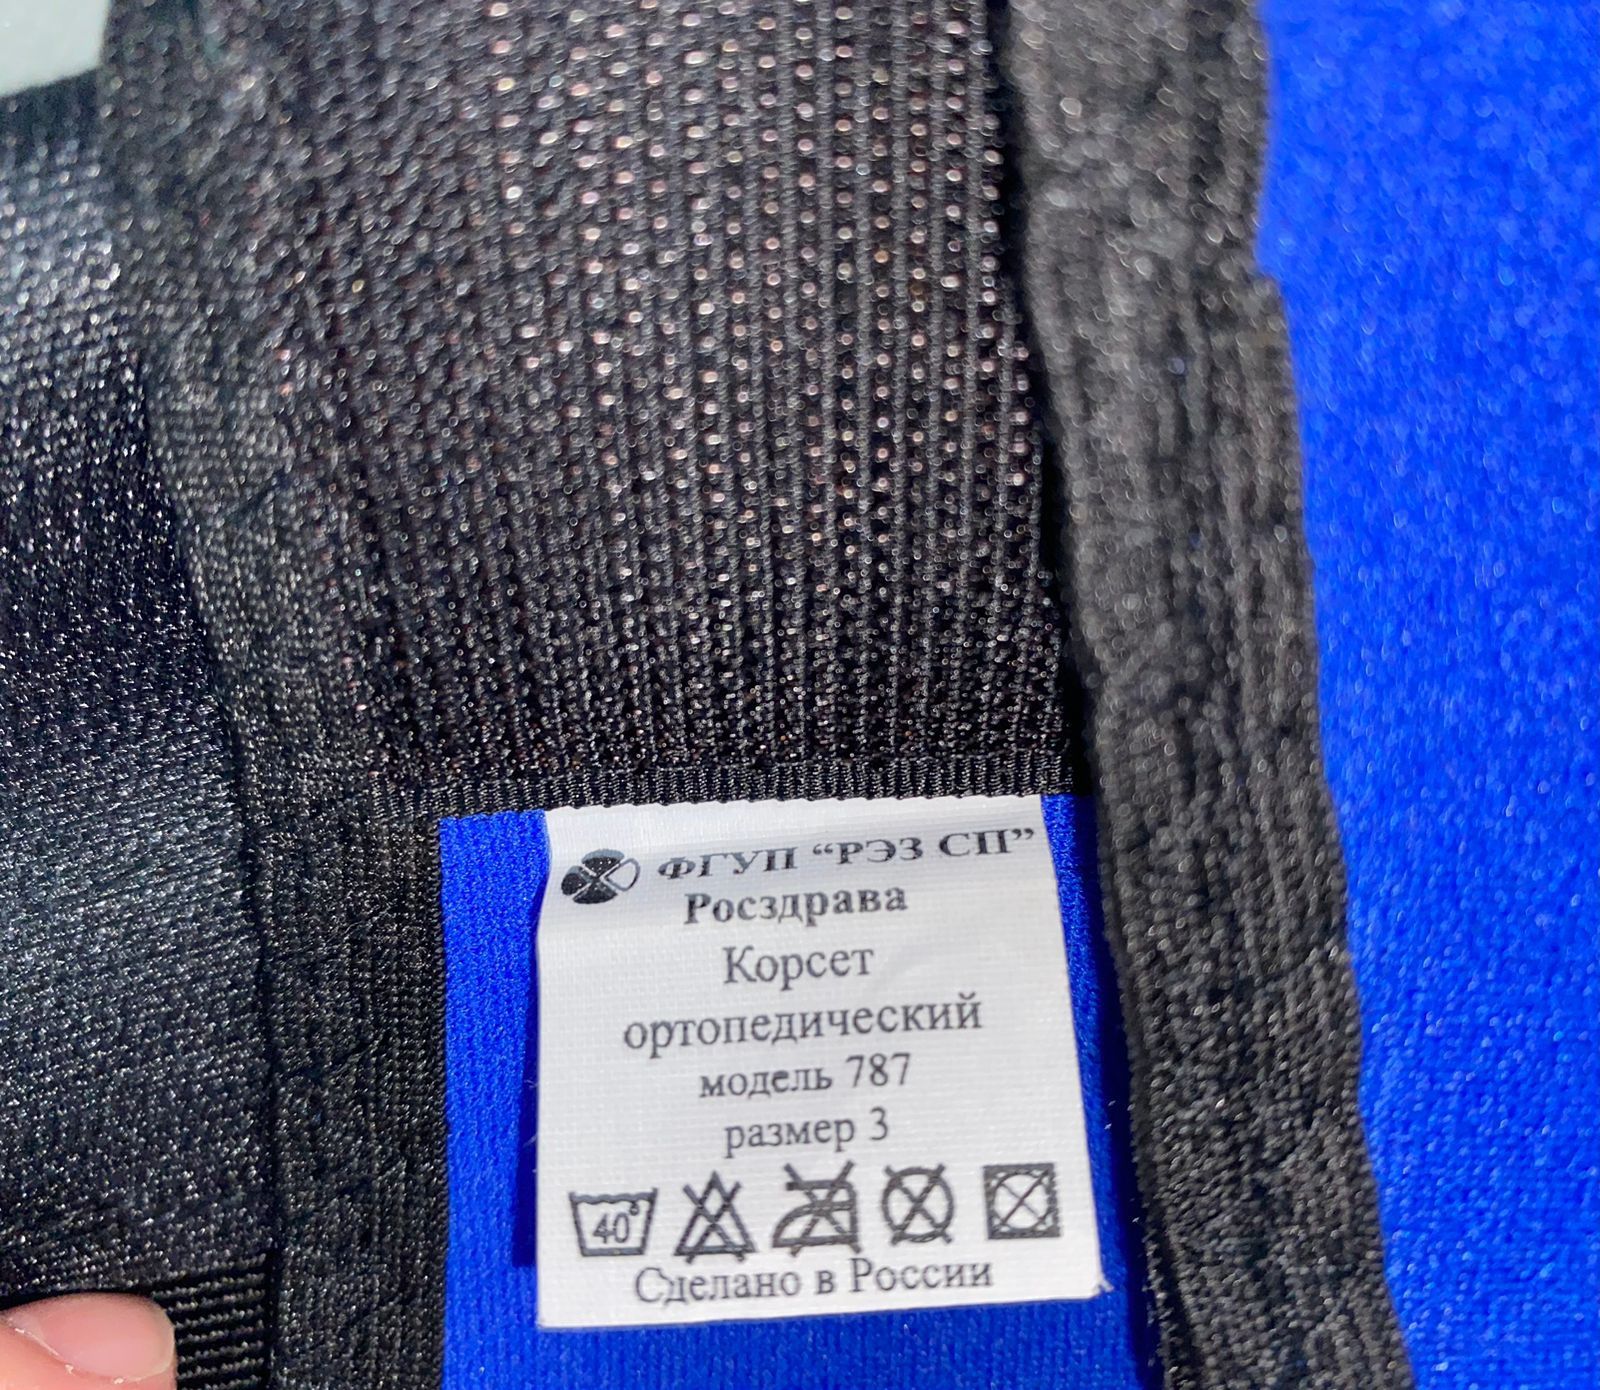 ФГУП “РЭЗ СП”
Росздрава
Корсет
ортопедический
модель 787
размер 3
40°
Сделано в России